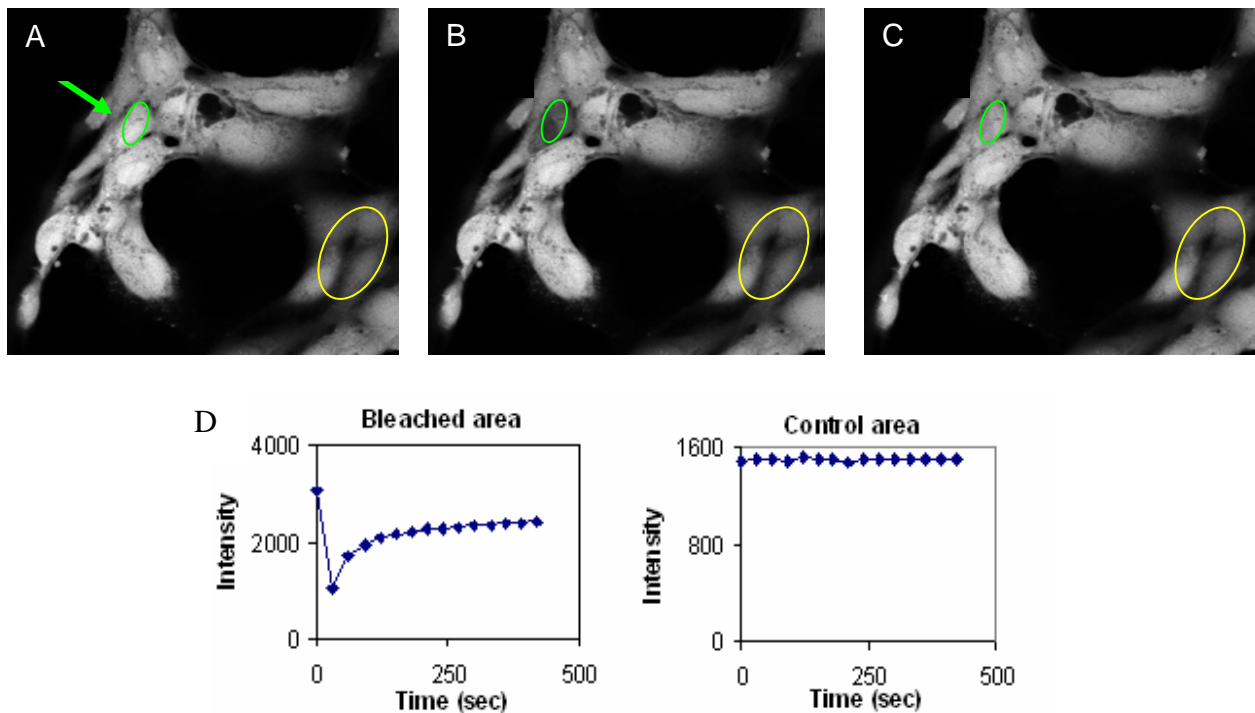 A
B
C
D
Bleached area
4000
2000
0
Intensity
0
250
500
Time (sec)
Control area
1600
800
0
Intensity
0
250
500
Time (sec)